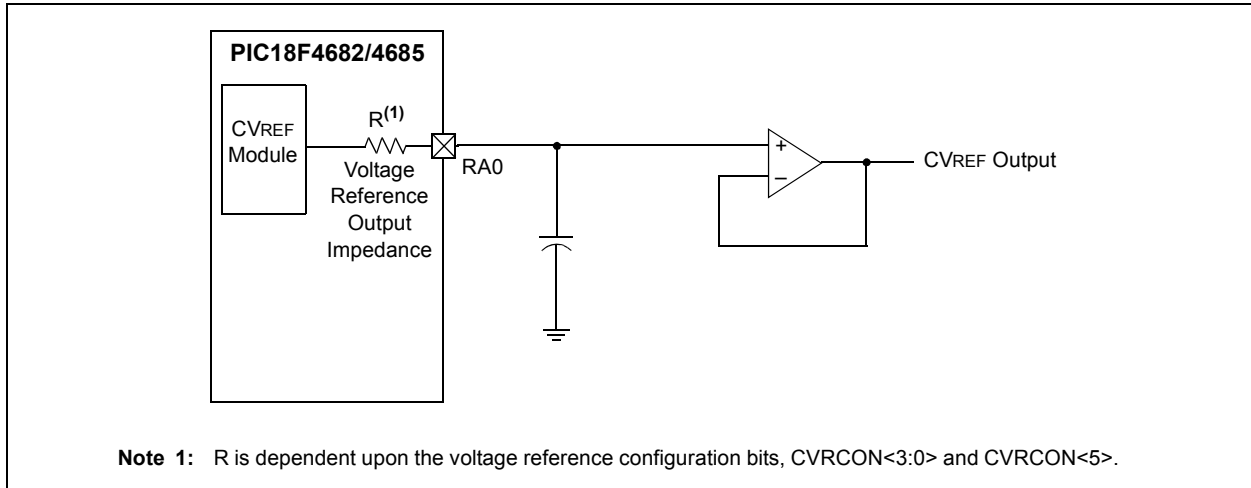 PIC18F4682/4685
CVREF
Module
R(1)
Voltage
Reference
Output
Impedance
RA0
+
–
CVREF Output
Note 1: R is dependent upon the voltage reference configuration bits, CVRCON<3:0> and CVRCON<5>.